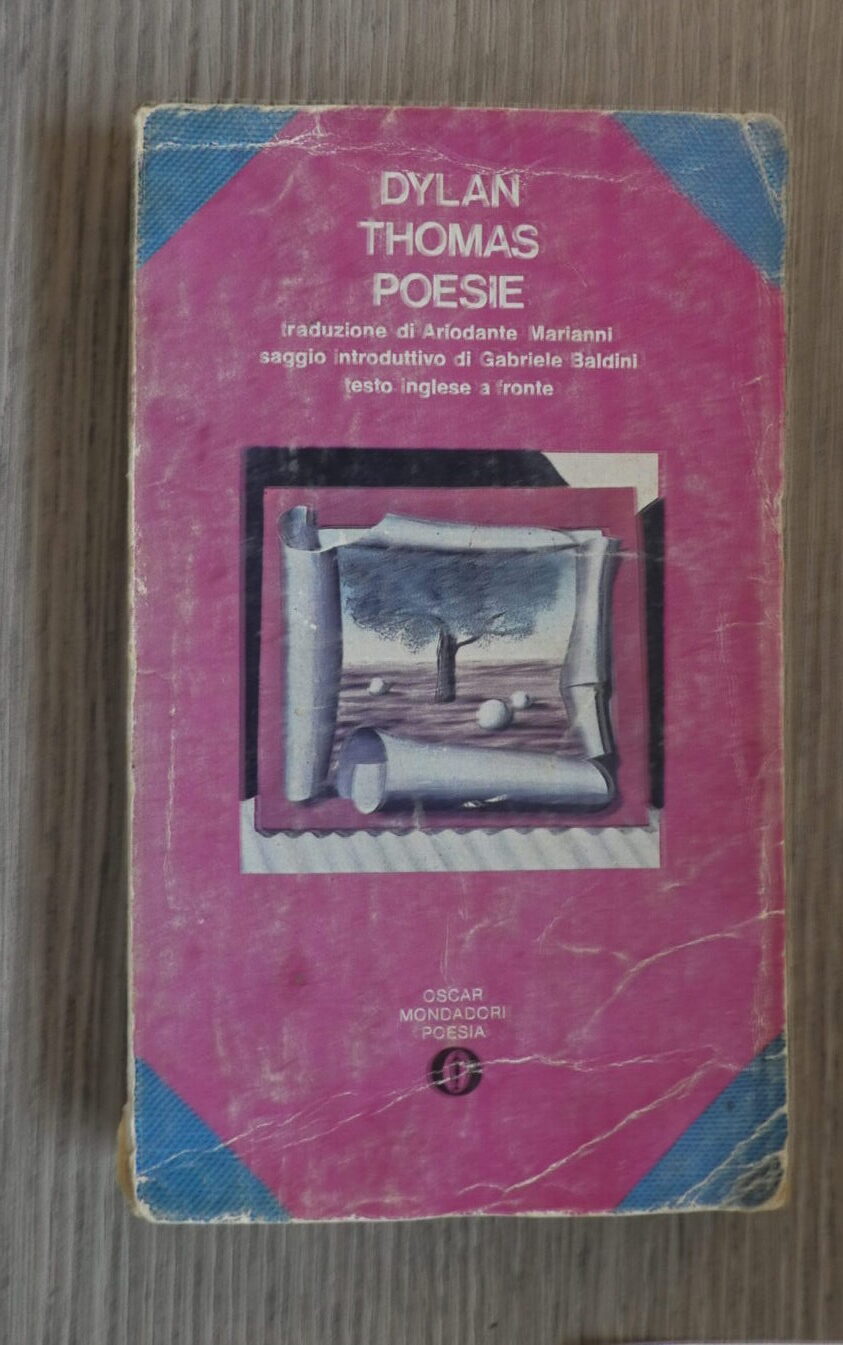 DYLAN
THOMAS
POESIE
traduzione di Ariodante Marianni
saggio introduttivo di Gabriele Baldini
testo inglese a fronte
OSCAR
MONDADORI
POESIA